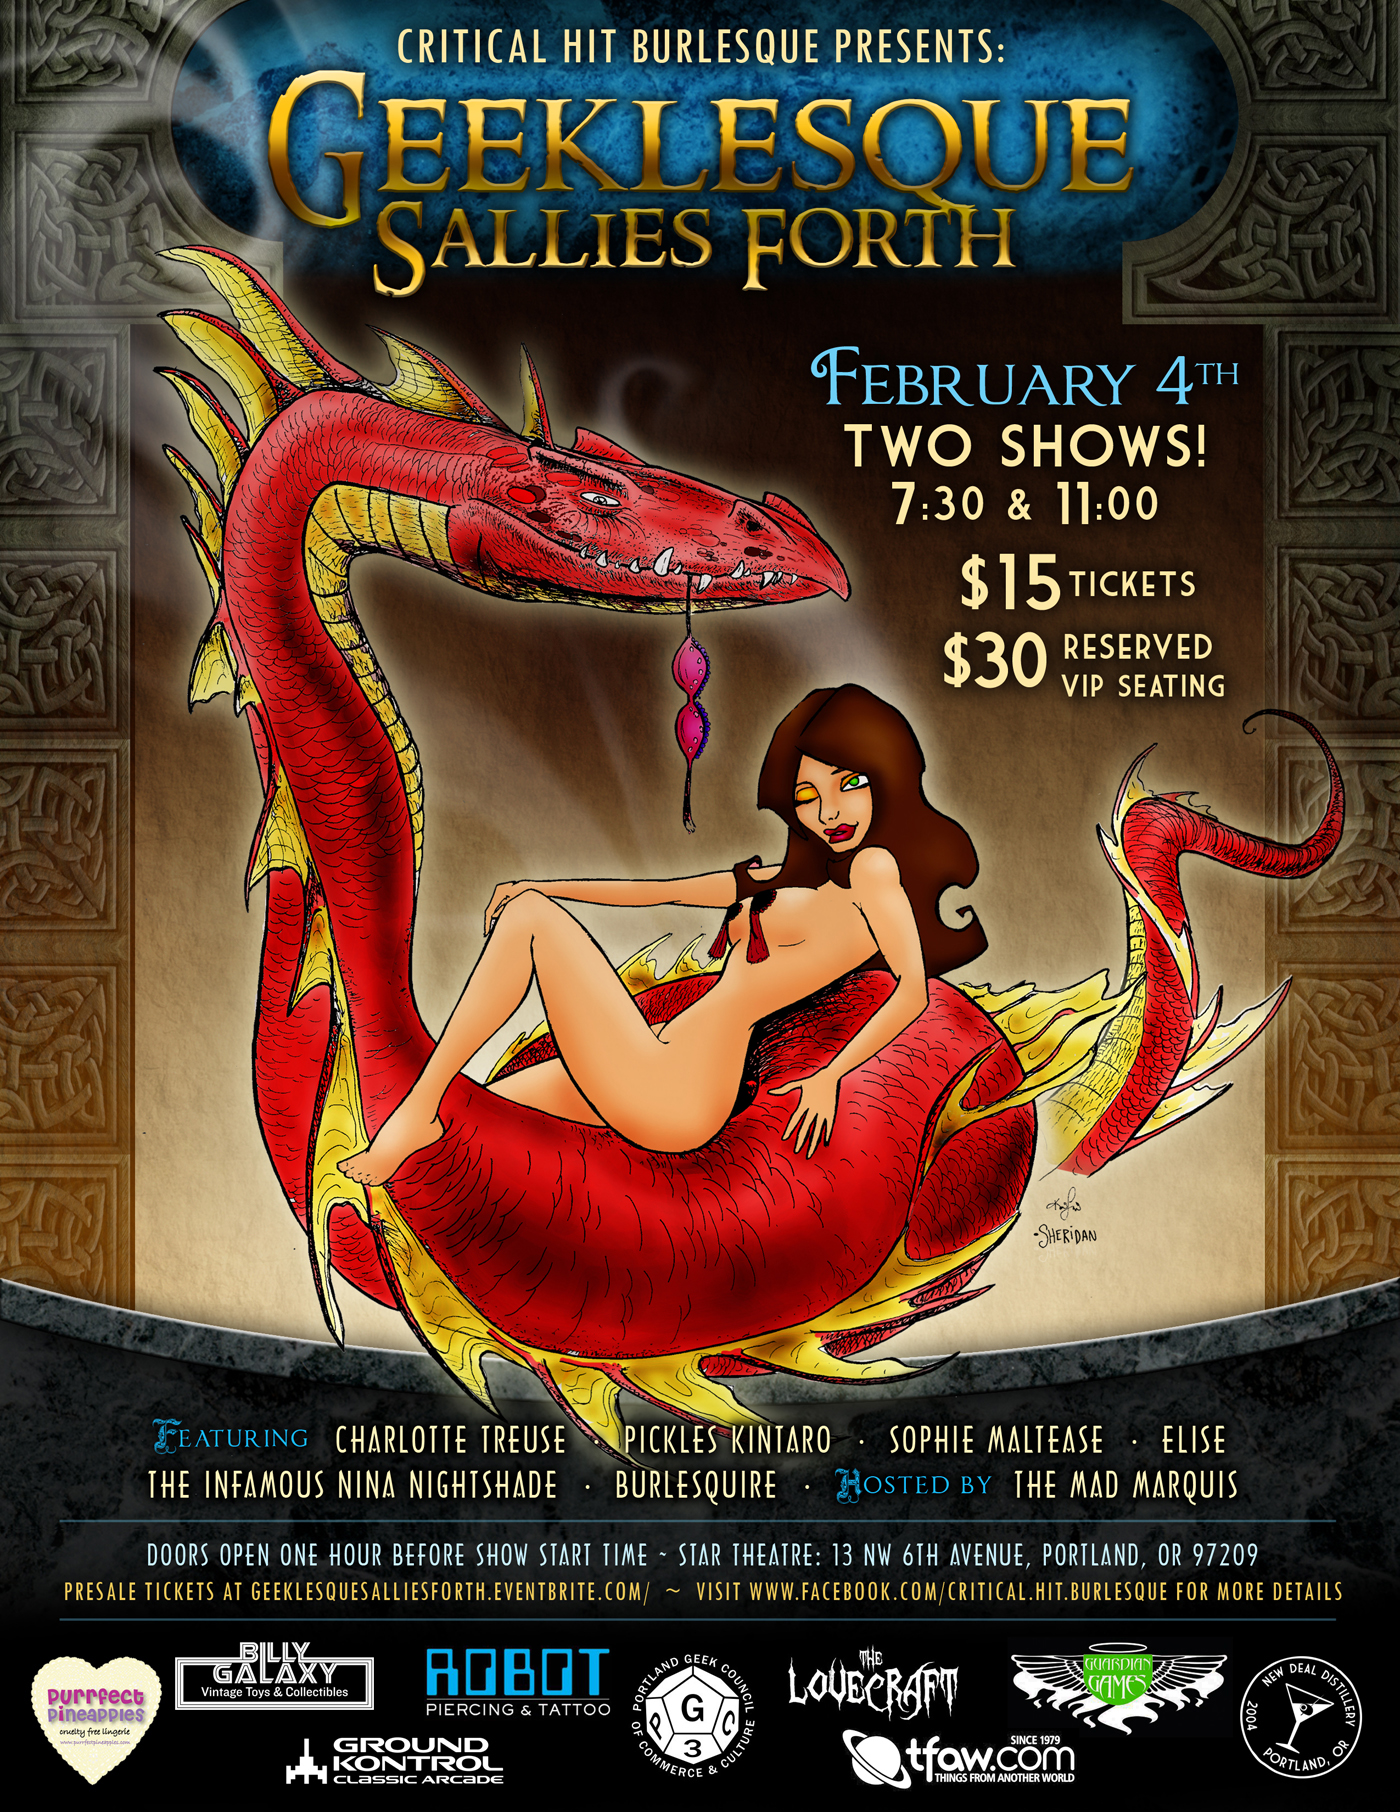 CRITICAL HIT BURLESQUE PRESENTS:
GEEKLESQUE
SALLIES FORTH
FEBRUARY 4TH
TWO SHOWS!
7:30 & 11:00
$15 TICKETS
$30 RESERVED
VIP SEATING
SHERIDAN
FEATURING CHARLOTTE TREUSE · PICKLES KINTARO · SOPHIE MALTEASE · ELISE
THE INFAMOUS NINA NIGHTSHADE · BURLESQUIRE · HOSTED BY THE MAD MARQUIS
DOORS OPEN ONE HOUR BEFORE SHOW START TIME ~ STAR THEATRE: 13 NW 6TH AVENUE, PORTLAND, OR 97209
PRESALE TICKETS AT GEEKLESQUESALLIESFORTH.EVENTBRITE.COM/ ~ VISIT WWW.FACEBOOK.COM/CRITICAL.HIT.BURLESQUE FOR MORE DETAILS
purrfect
pineapples
cruelty free lingerie
www.purrfectpineapples.com
BILLY
GALAXY
Vintage Toys & Collectibles
ROBOT
PIERCING & TATTOO
PORTLAND GEEK COUNCIL
OF COMMERCE & CULTURE
P G C
3
THE
LOVECRAFT
GUARDIAN
GAMES
NEW DEAL DISTILLERY
2004
PORTLAND, OR
GROUND
KONTROL
CLASSIC ARCADE
SINCE 1979
tfaw.com
THINGS FROM ANOTHER WORLD